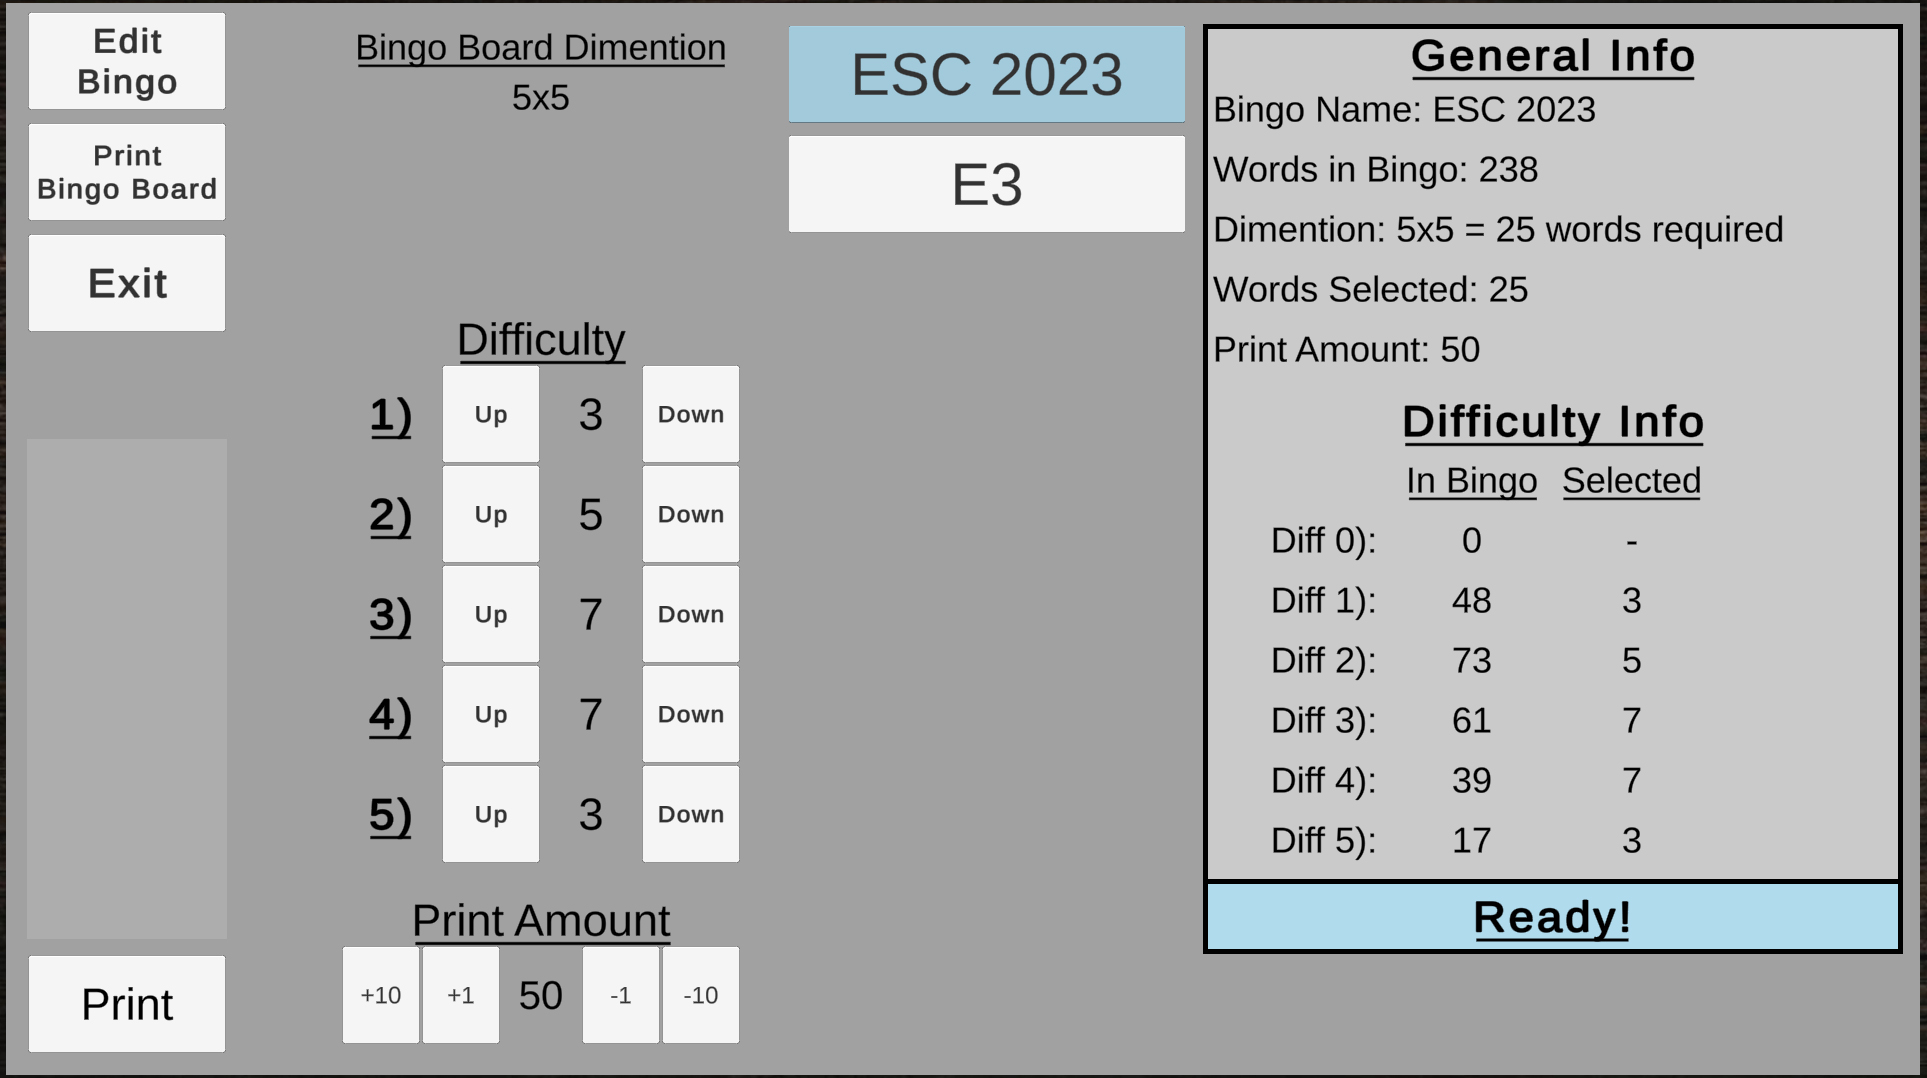 Edit
Bingo
Print
Bingo Board
Exit
Print
Bingo Board Dimention
5x5
Difficulty
1) Up 3 Down
2) Up 5 Down
3) Up 7 Down
4) Up 7 Down
5) Up 3 Down
Print Amount
+10 +1 50 -1 -10
ESC 2023
E3
General Info
Bingo Name: ESC 2023
Words in Bingo: 238
Dimention: 5x5 = 25 words required
Words Selected: 25
Print Amount: 50
Difficulty Info
In Bingo Selected
Diff 0): 0 -
Diff 1): 48 3
Diff 2): 73 5
Diff 3): 61 7
Diff 4): 39 7
Diff 5): 17 3
Ready!